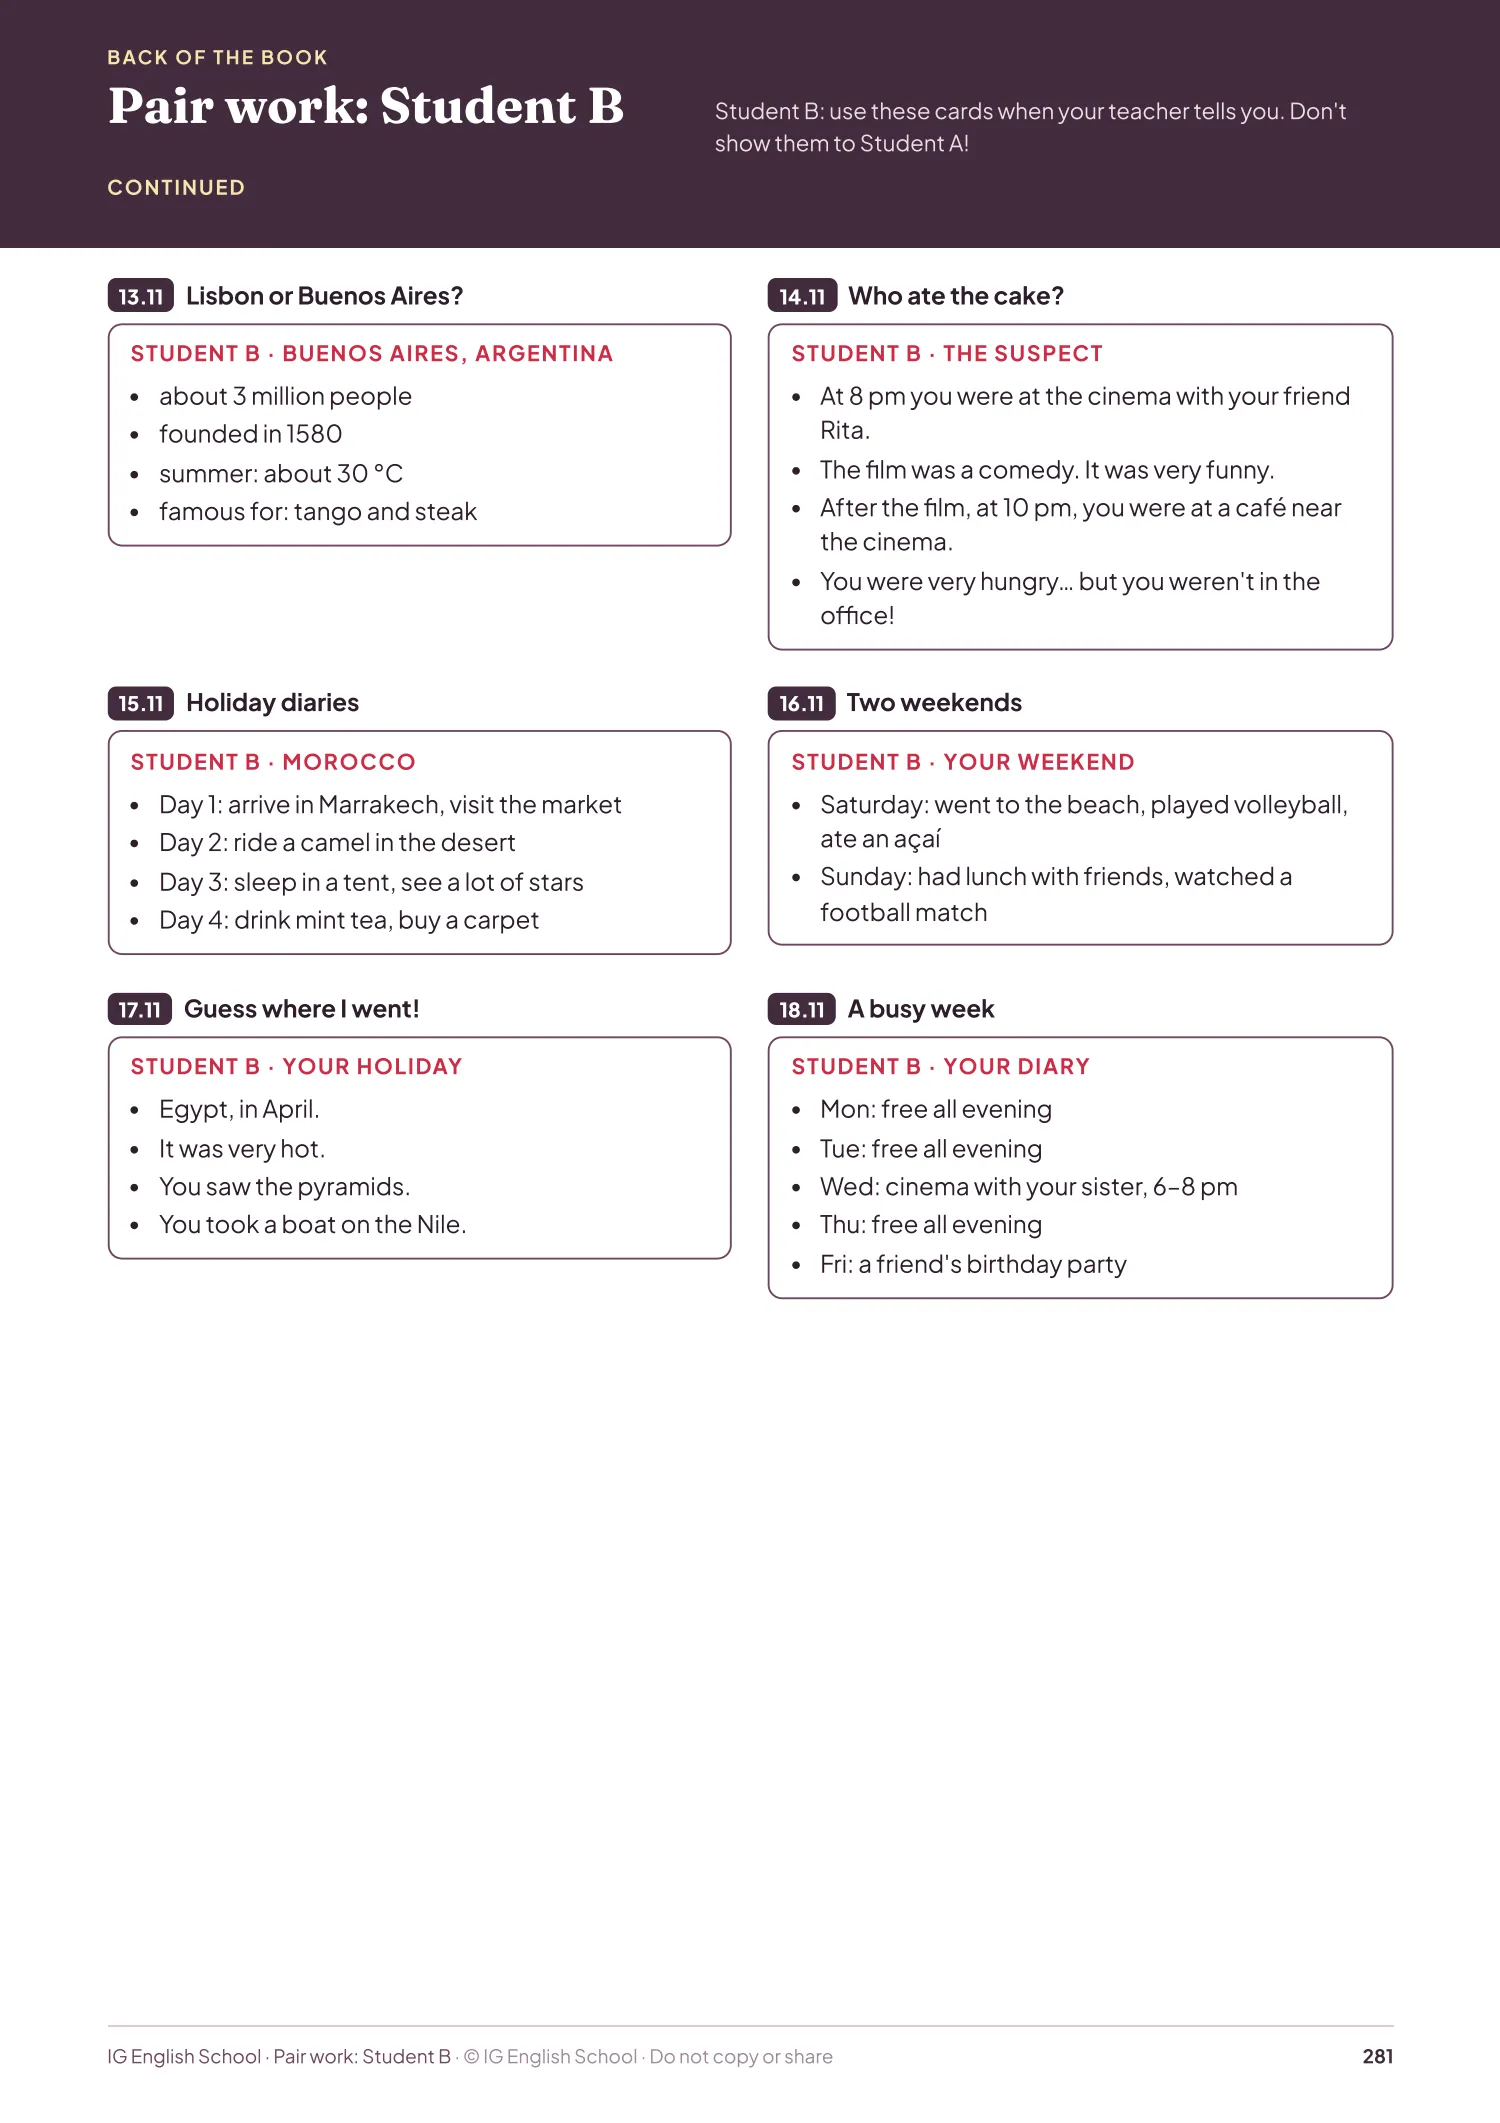 BACK OF THE BOOK
Pair work: Student B
Student B: use these cards when your teacher tells you. Don't
show them to Student A!
CONTINUED
13.11 Lisbon or Buenos Aires?
STUDENT B · BUENOS AIRES, ARGENTINA
• about 3 million people
• founded in 1580
• summer: about 30 °C
• famous for: tango and steak
14.11 Who ate the cake?
STUDENT B · THE SUSPECT
• At 8 pm you were at the cinema with your friend
Rita.
• The film was a comedy. It was very funny.
• After the film, at 10 pm, you were at a café near
the cinema.
• You were very hungry... but you weren't in the
office!
15.11 Holiday diaries
STUDENT B · MOROCCO
• Day 1: arrive in Marrakech, visit the market
• Day 2: ride a camel in the desert
• Day 3: sleep in a tent, see a lot of stars
• Day 4: drink mint tea, buy a carpet
16.11 Two weekends
STUDENT B · YOUR WEEKEND
• Saturday: went to the beach, played volleyball,
ate an açaí
• Sunday: had lunch with friends, watched a
football match
17.11 Guess where I went!
STUDENT B · YOUR HOLIDAY
• Egypt, in April.
• It was very hot.
• You saw the pyramids.
• You took a boat on the Nile.
18.11 A busy week
STUDENT B · YOUR DIARY
• Mon: free all evening
• Tue: free all evening
• Wed: cinema with your sister, 6–8 pm
• Thu: free all evening
• Fri: a friend's birthday party
IG English School · Pair work: Student B · © IG English School · Do not copy or share
281